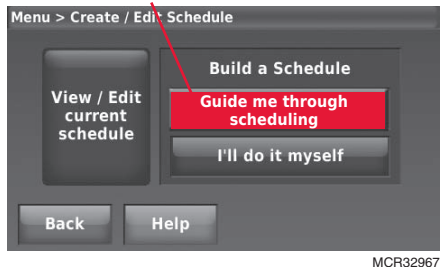 Menu > Create / Edit Schedule
View / Edit
current
schedule
Build a Schedule
Guide me through
scheduling
I'll do it myself
Back
Help
MCR32967